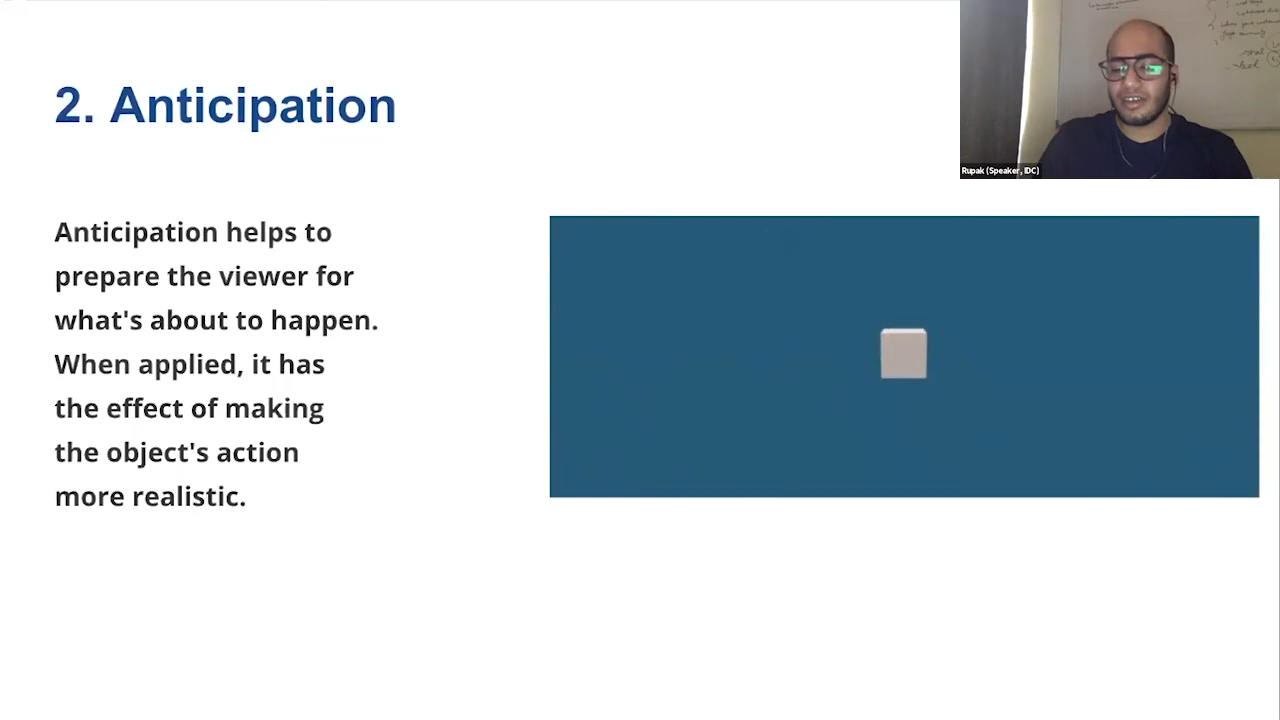 2. Anticipation
Anticipation helps to
prepare the viewer for
what's about to happen.
When applied, it has
the effect of making
the object's action
more realistic.
Rupak (Speaker, IDC)